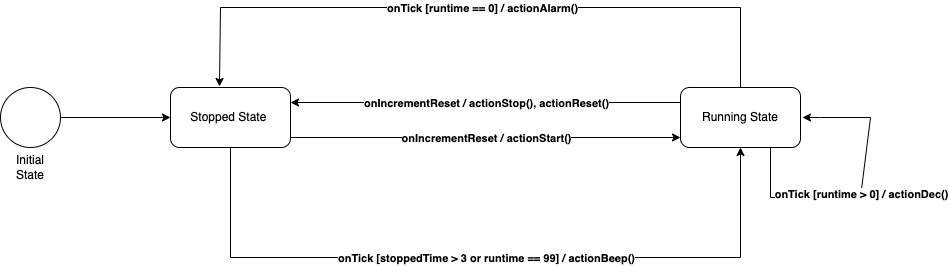 onTick [runtime == 0] / actionAlarm()
onIncrementReset / actionStop(), actionReset()
Stopped State
Running State
onIncrementReset / actionStart()
Initial
State
onTick [runtime > 0] / actionDec()
onTick [stoppedTime > 3 or runtime == 99] / actionBeep()